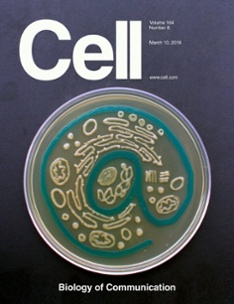 Cell
Volume 164
Number 6
March 10, 2016
www.cell.com
Biology of Communication